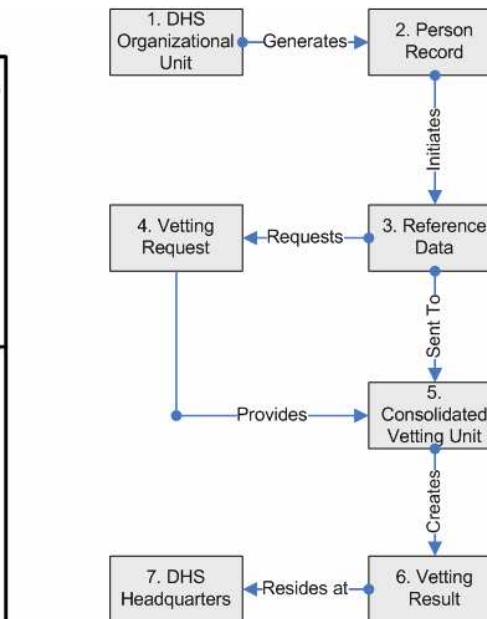 1. DHS
Organizational
Unit
Generates
2. Person
Record
Initiates
4. Vetting
Request
Requests
3. Reference
Data
Sent To
Provides
5.
Consolidated
Vetting Unit
Creates
7. DHS
Headquarters
Resides at
6. Vetting
Result